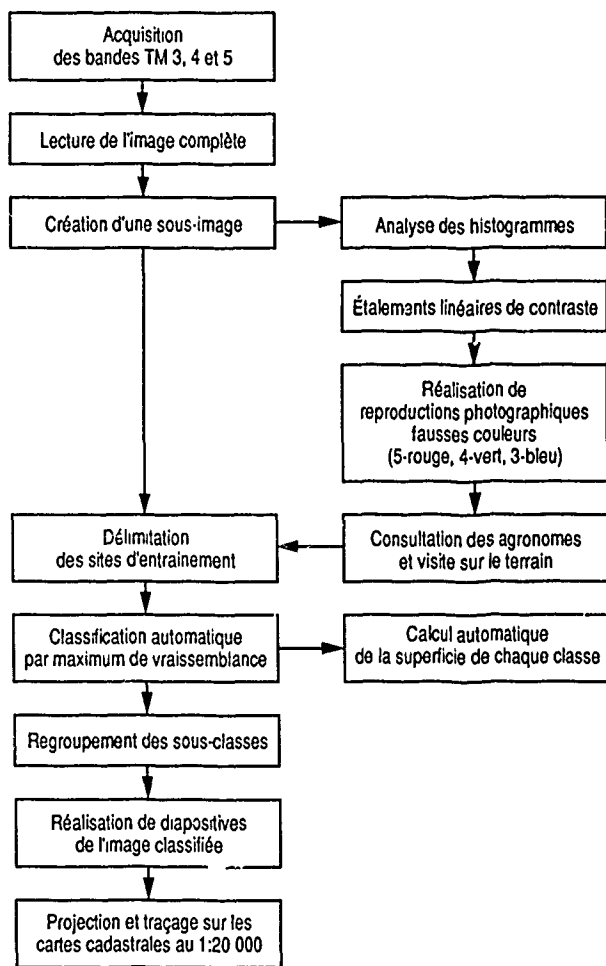 Acquisition
des bandes TM 3, 4 et 5
Lecture de l'image complète
Création d'une sous-image
Analyse des histogrammes
Étalements linéaires de contraste
Réalisation de
reproductions photographiques
fausses couleurs
(5-rouge, 4-vert, 3-bleu)
Délimitation
des sites d'entrainement
Consultation des agronomes
et visite sur le terrain
Classification automatique
par maximum de vraissemblance
Calcul automatique
de la superficie de chaque classe
Regroupement des sous-classes
Réalisation de diapositives
de l'image classifiée
Projection et traçage sur les
cartes cadastrales au 1:20 000